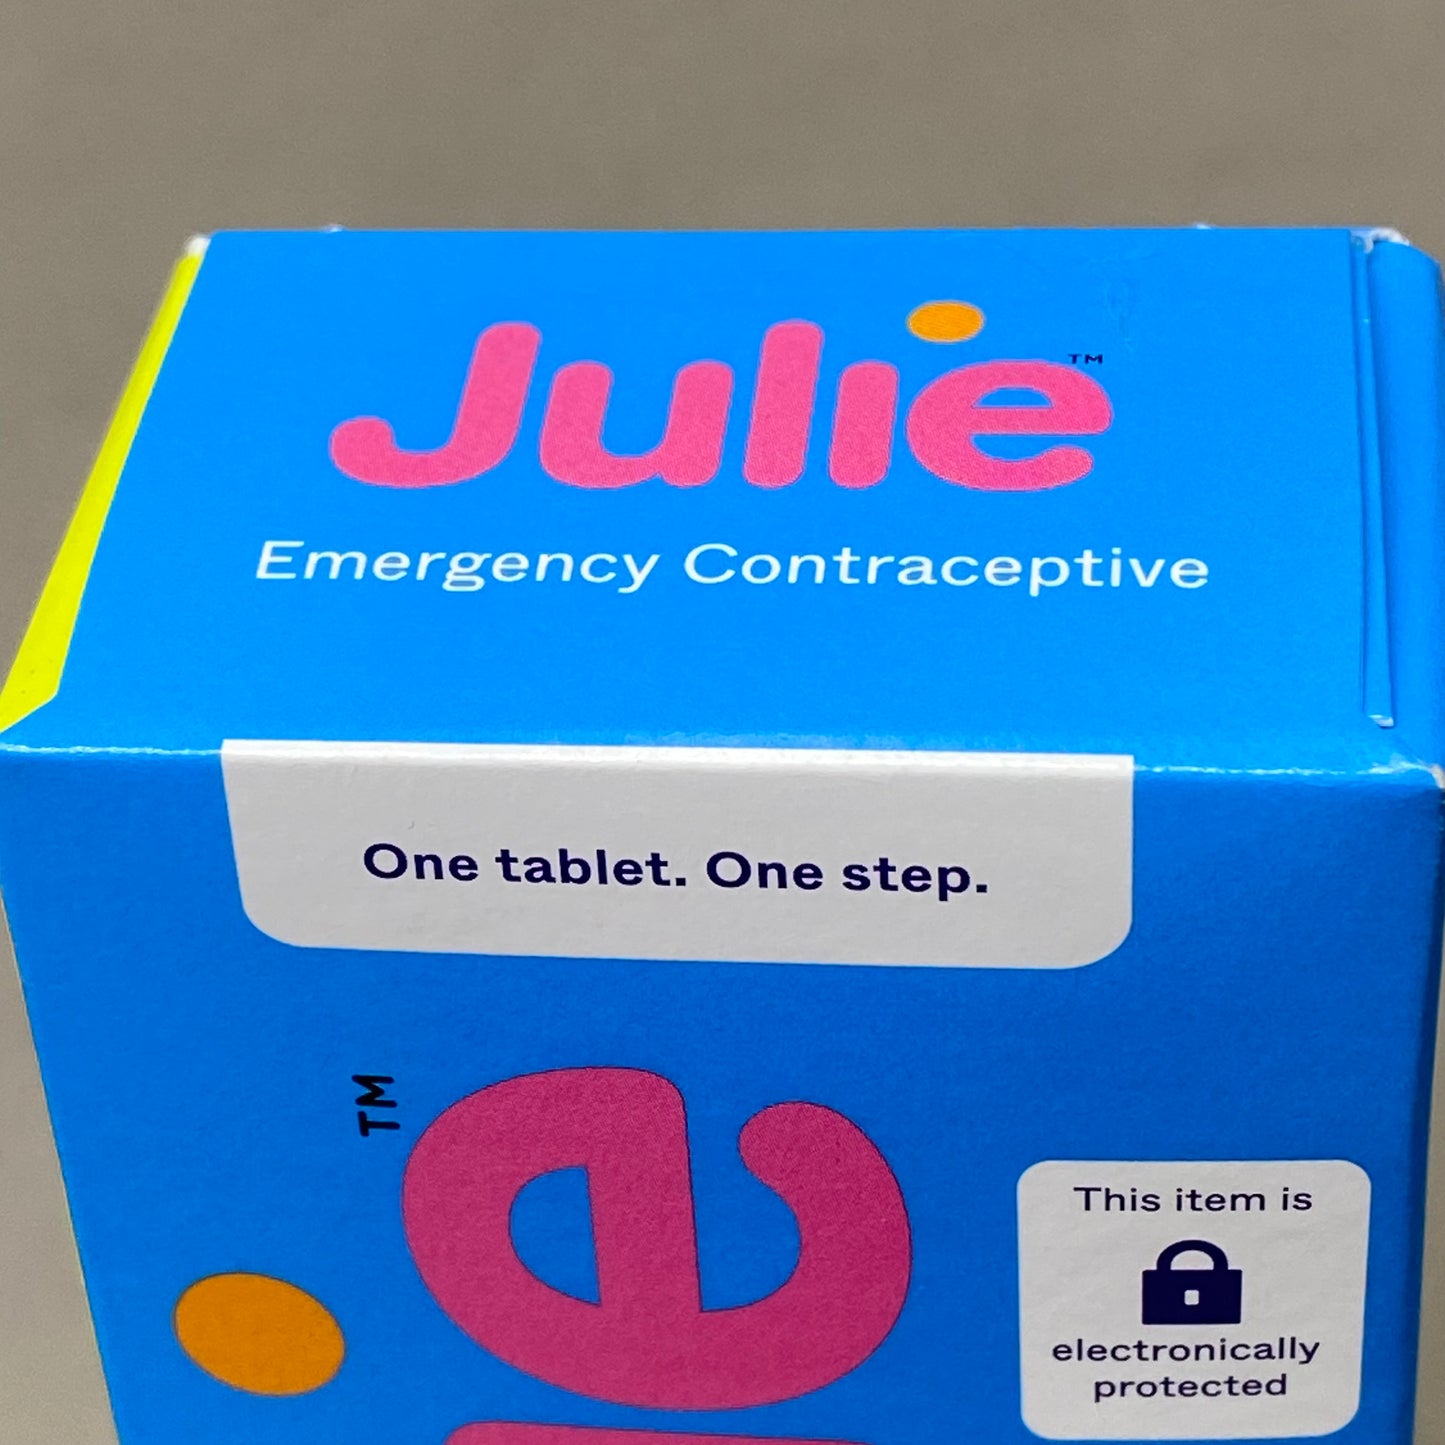 Julie™
Emergency Contraceptive
One tablet. One step.
™
e
This item is
electronically
protected